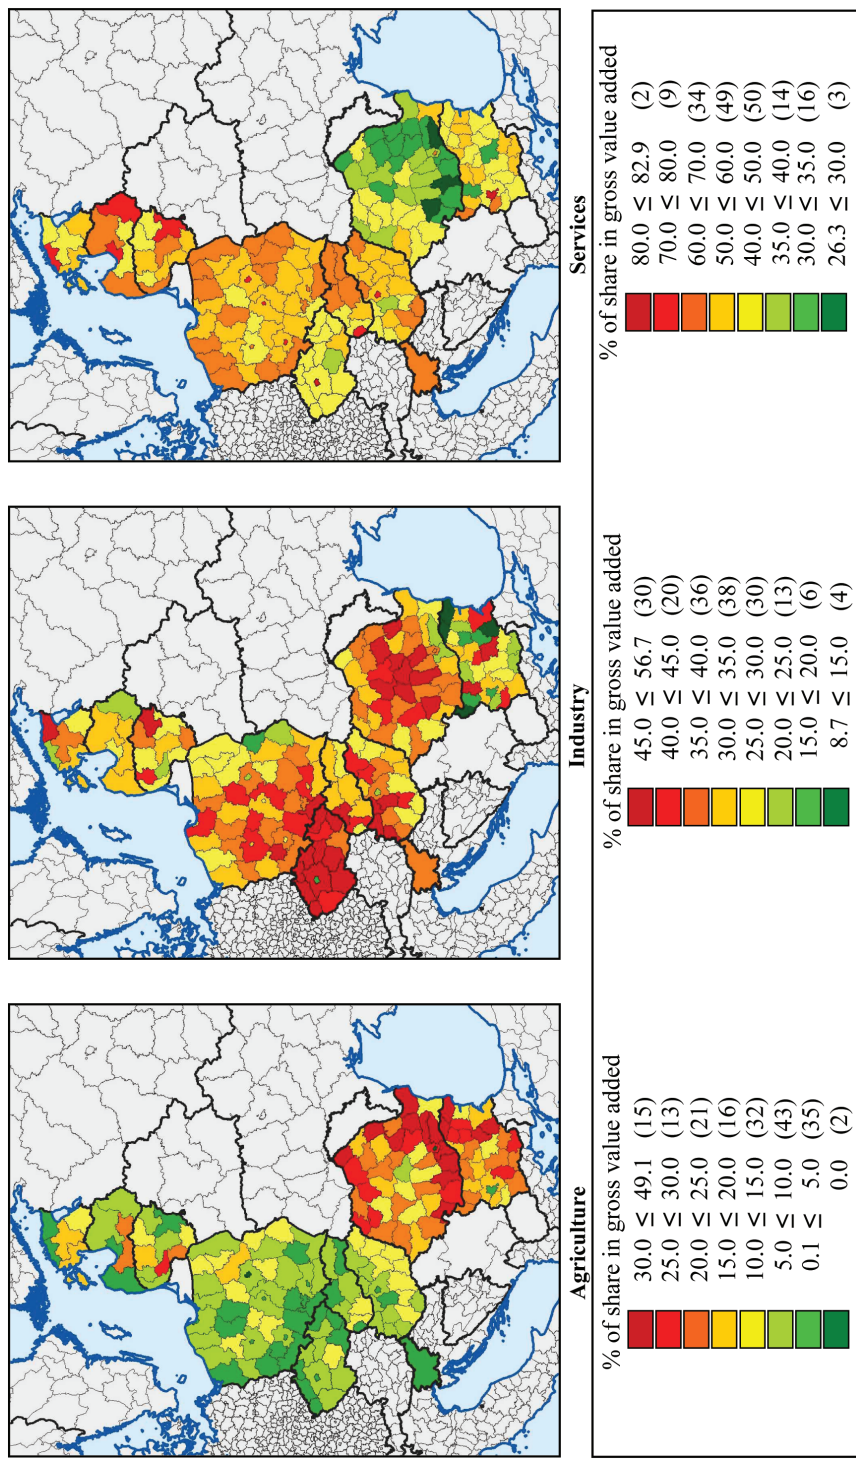 Agriculture
% of share in gross value added
30.0 ≤ 49.1 (15)
25.0 ≤ 30.0 (13)
20.0 ≤ 25.0 (21)
15.0 ≤ 20.0 (16)
10.0 ≤ 15.0 (32)
5.0 ≤ 10.0 (43)
0.1 ≤ 5.0 (35)
0.0 (2)
Industry
% of share in gross value added
45.0 ≤ 56.7 (30)
40.0 ≤ 45.0 (20)
35.0 ≤ 40.0 (36)
30.0 ≤ 35.0 (38)
25.0 ≤ 30.0 (30)
20.0 ≤ 25.0 (13)
15.0 ≤ 20.0 (6)
8.7 ≤ 15.0 (4)
Services
% of share in gross value added
80.0 ≤ 82.9 (2)
70.0 ≤ 80.0 (9)
60.0 ≤ 70.0 (34)
50.0 ≤ 60.0 (49)
40.0 ≤ 50.0 (50)
35.0 ≤ 40.0 (14)
30.0 ≤ 35.0 (16)
26.3 ≤ 30.0 (3)